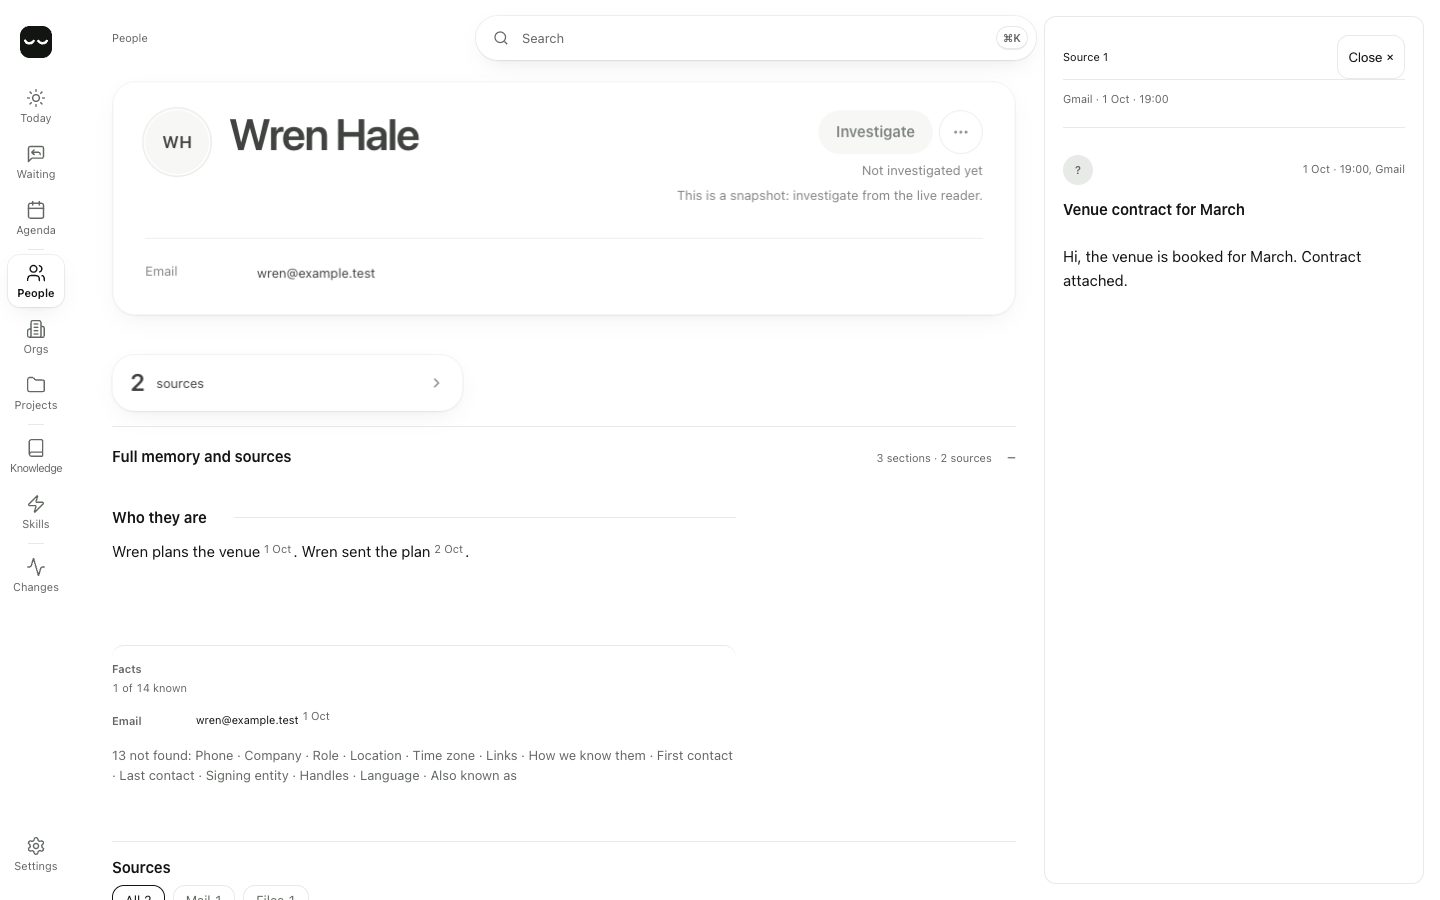 People
Search
⌘K
Today
Waiting
Agenda
People
Orgs
Projects
Knowledge
Skills
Changes
Settings
WH
Wren Hale
Investigate
Not investigated yet
This is a snapshot: investigate from the live reader.
Email
wren@example.test
2 sources
Full memory and sources
3 sections · 2 sources
Who they are
Wren plans the venue 1 Oct. Wren sent the plan 2 Oct.
Facts
1 of 14 known
Email
wren@example.test 1 Oct
13 not found: Phone · Company · Role · Location · Time zone · Links · How we know them · First contact
· Last contact · Signing entity · Handles · Language · Also known as
Sources
All 2
Mail 1
Files 1
Source 1
Close ×
Gmail · 1 Oct · 19:00
?
1 Oct · 19:00, Gmail
Venue contract for March
Hi, the venue is booked for March. Contract
attached.